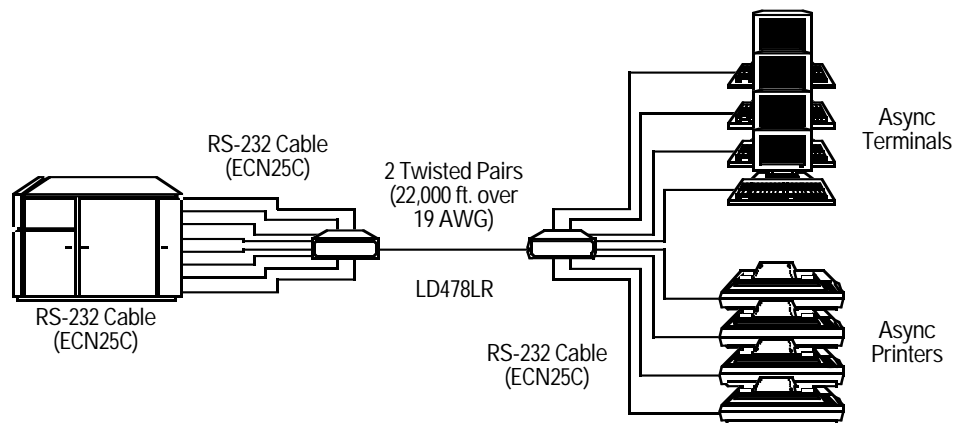 RS-232 Cable
(ECN25C)
2 Twisted Pairs
(22,000 ft. over
19 AWG)
Async
Terminals
LD478LR
RS-232 Cable
(ECN25C)
RS-232 Cable
(ECN25C)
Async
Printers